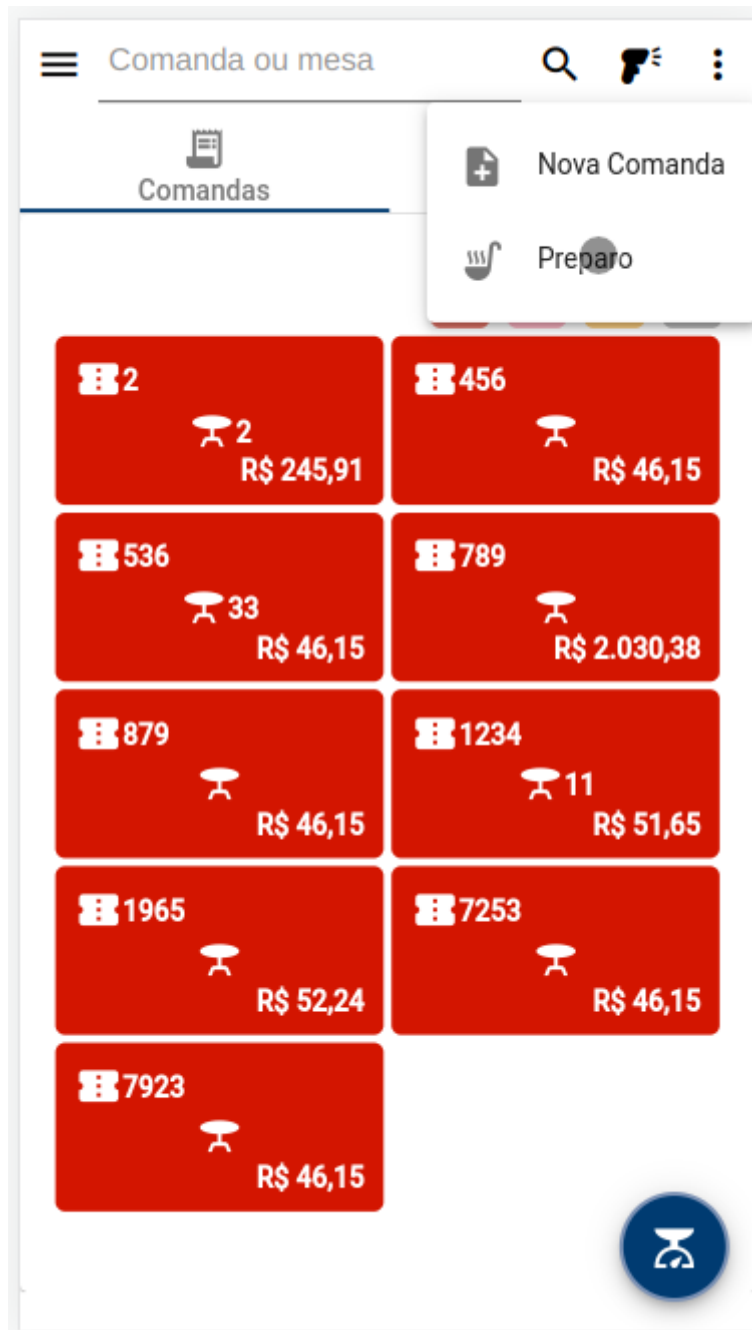 Comanda ou mesa
Comandas
Nova Comanda
Preparo
2
2
R$ 245,91
456
R$ 46,15
536
33
R$ 46,15
789
R$ 2.030,38
879
R$ 46,15
1234
11
R$ 51,65
1965
R$ 52,24
7253
R$ 46,15
7923
R$ 46,15